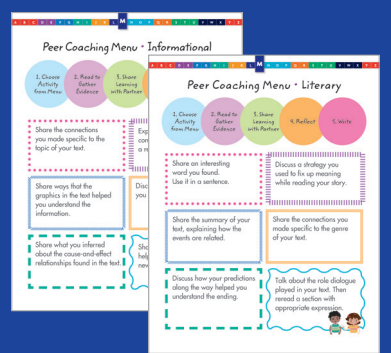 A B C D E F G H I J K L M N O P Q R S T U V W X Y Z
Peer Coaching Menu • Informational
1. Choose
Activity
from Menu
2. Read to
Gather
Evidence
3. Share
Learning
with Partner
Share the connections
you made specific to the
topic of your text.
Share ways that the
graphics in the text helped
you understand the
information.
Share what you inferred
about the cause-and-effect
relationships found in the text.
A B C D E F G H I J K L M N O P Q R S T U V W X Y Z
Peer Coaching Menu • Literary
1. Choose
Activity
from Menu
2. Read to
Gather
Evidence
3. Share
Learning
with Partner
4. Reflect
5. Write
Share an interesting
word you found.
Use it in a sentence.
Discuss a strategy you
used to fix up meaning
while reading your story.
Share the summary of your
text, explaining how the
events are related.
Share the connections you
made specific to the genre
of your text.
Discuss how your predictions
along the way helped you
understand the ending.
Talk about the role dialogue
played in your text. Then
reread a section with
appropriate expression.